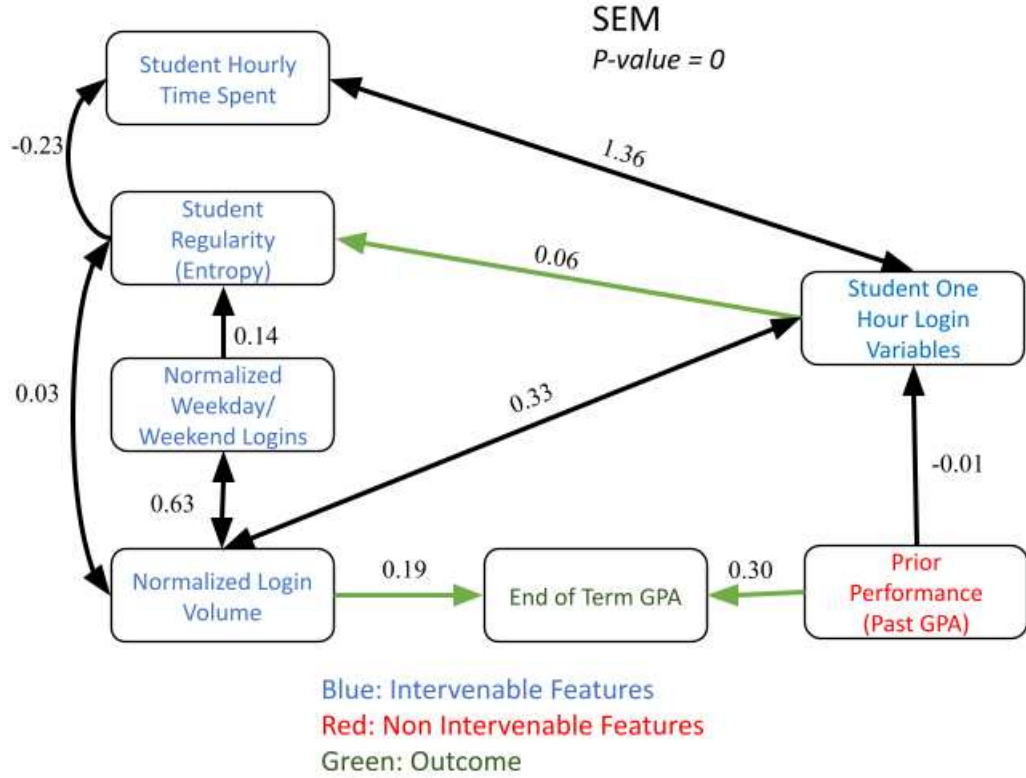 SEM
P-value = 0
Student Hourly
Time Spent
-0.23
1.36
Student
Regularity
(Entropy)
0.06
Student One
Hour Login
Variables
0.14
Normalized
Weekday/
Weekend Logins
0.03
0.33
-0.01
0.63
Normalized Login
Volume
0.19
End of Term GPA
0.30
Prior
Performance
(Past GPA)
Blue: Intervenable Features
Red: Non Intervenable Features
Green: Outcome